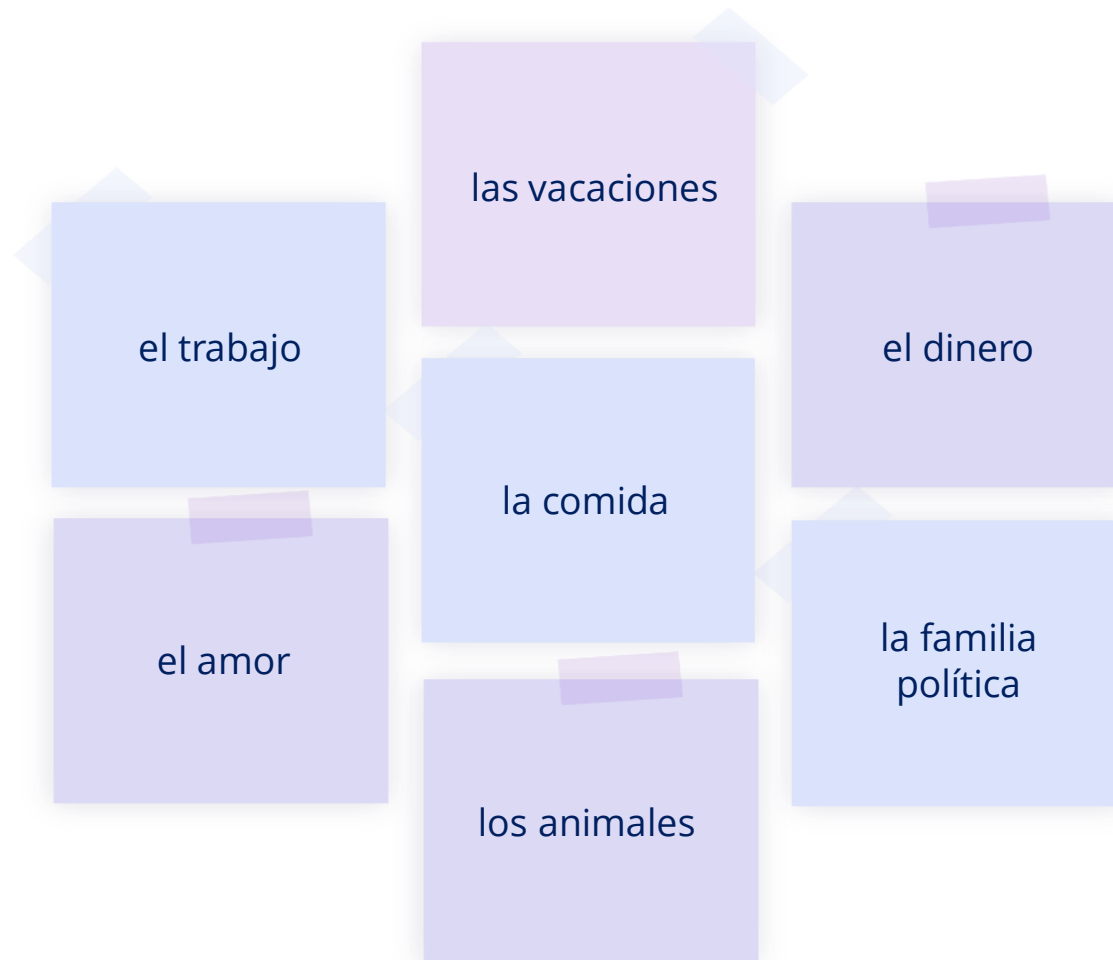 las vacaciones
el trabajo
el dinero
la comida
el amor
la familia
política
los animales